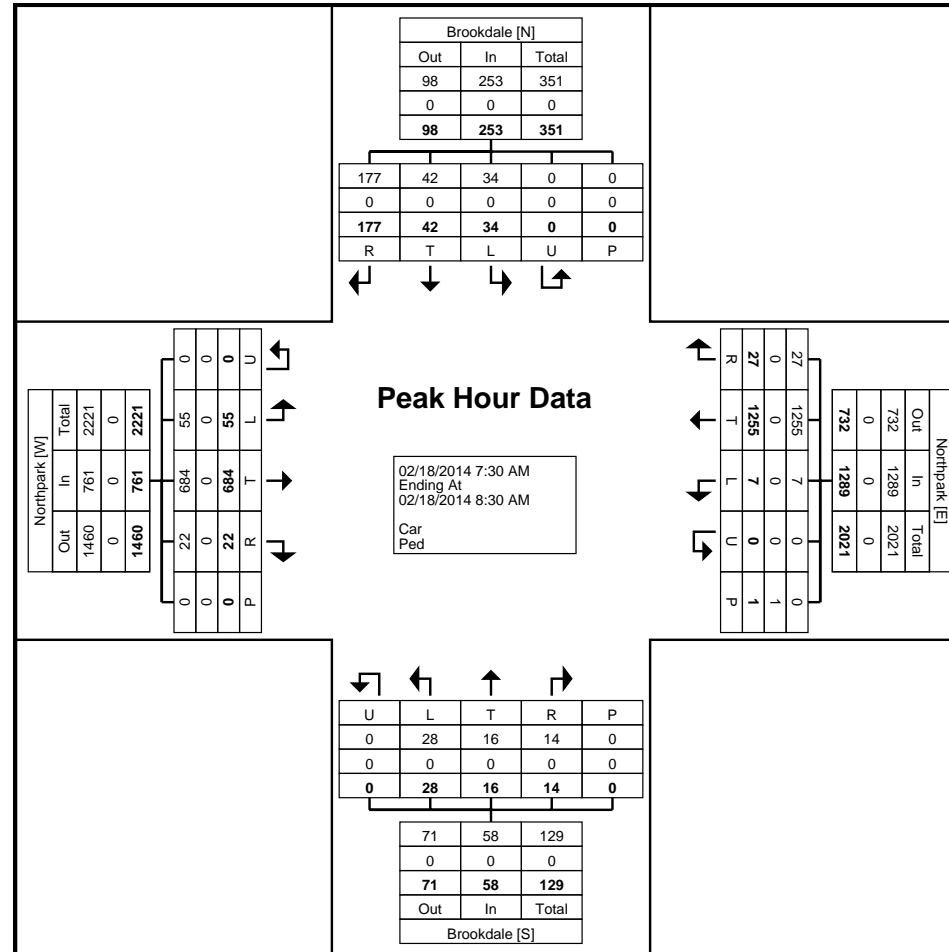 Brookdale [N]
Out In Total
98 253 351
0 0 0
98 253 351
177 42 34 0 0
0 0 0 0 0
177 42 34 0 0
R T L U P
Northpark [W]
Total In Out
2221 761 1460
0 0 0
2221 761 1460
0 55 684 22 0
0 0 0 0 0
0 55 684 22 0
U L T R P
Peak Hour Data
02/18/2014 7:30 AM
Ending At
02/18/2014 8:30 AM
Car
Ped
Northpark [E]
Out In Total
732 1289 2021
0 0 0
732 1289 2021
27 1255 7 0 0
0 0 0 0 1
27 1255 7 0 1
R T L U P
U L T R P
0 28 16 14 0
0 0 0 0 0
0 28 16 14 0
71 58 129
0 0 0
71 58 129
Out In Total
Brookdale [S]